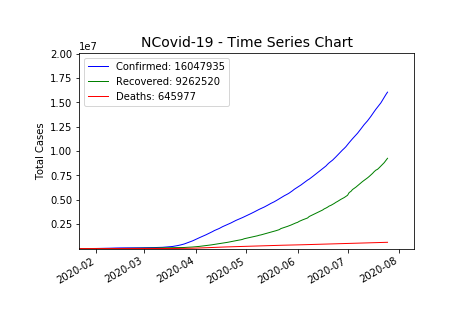 NCovid-19 - Time Series Chart
1e7
2.00
1.75
1.50
1.25
1.00
0.75
0.50
0.25
Total Cases
Confirmed: 16047935
Recovered: 9262520
Deaths: 645977
2020-02
2020-03
2020-04
2020-05
2020-06
2020-07
2020-08